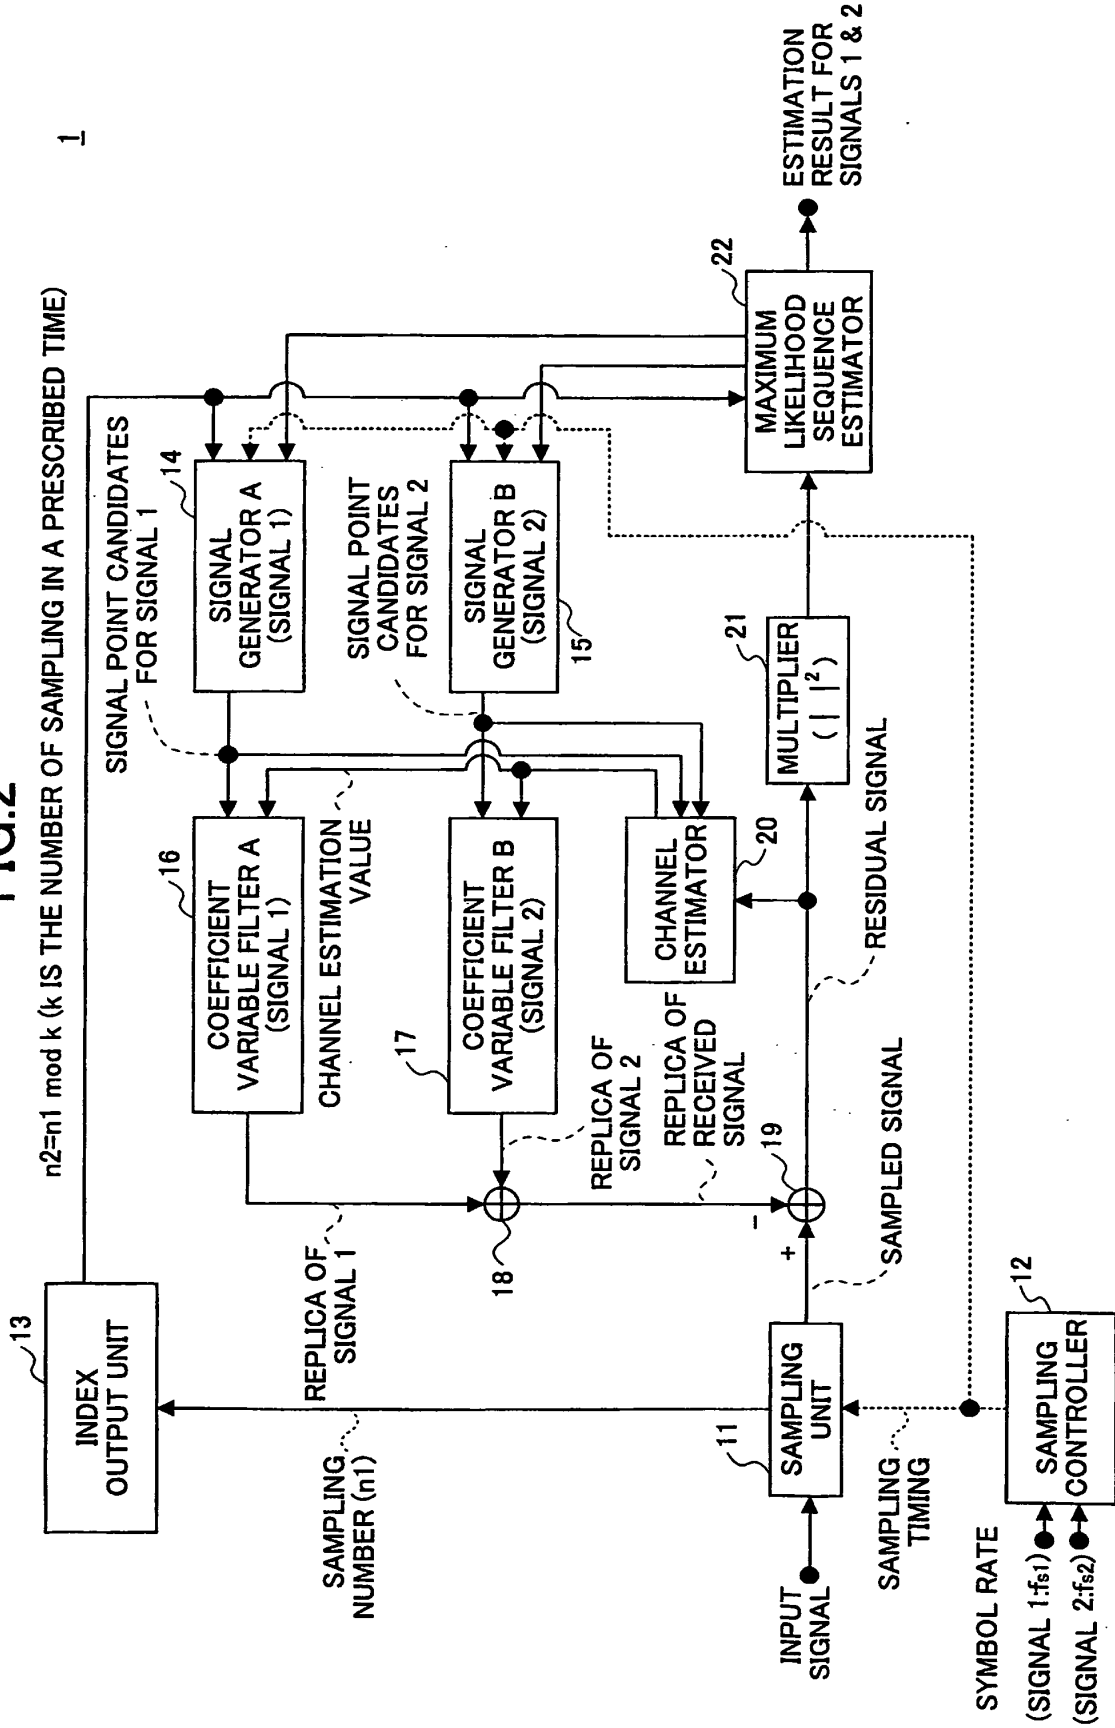 FIG.2
1
n2=n1 mod k (k IS THE NUMBER OF SAMPLING IN A PRESCRIBED TIME)
13
INDEX
OUTPUT UNIT
SAMPLING
NUMBER (n1)
SIGNAL POINT CANDIDATES
FOR SIGNAL 1
16
COEFFICIENT
VARIABLE FILTER A
(SIGNAL 1)
14
SIGNAL
GENERATOR A
(SIGNAL 1)
REPLICA OF
SIGNAL 1
CHANNEL ESTIMATION
VALUE
SIGNAL POINT
CANDIDATES
FOR SIGNAL 2
17
COEFFICIENT
VARIABLE FILTER B
(SIGNAL 2)
SIGNAL
GENERATOR B
(SIGNAL 2)
15
18
REPLICA OF
SIGNAL 2
REPLICA OF
RECEIVED
SIGNAL
CHANNEL
ESTIMATOR
20
11
SAMPLING
UNIT
INPUT
SIGNAL
+
-
19
21
MULTIPLIER
( | |2 )
22
MAXIMUM
LIKELIHOOD
SEQUENCE
ESTIMATOR
ESTIMATION
RESULT FOR
SIGNALS 1 & 2
SAMPLING
TIMING
SAMPLED SIGNAL
RESIDUAL SIGNAL
12
SAMPLING
CONTROLLER
SYMBOL RATE
(SIGNAL 1:fs1)
(SIGNAL 2:fs2)